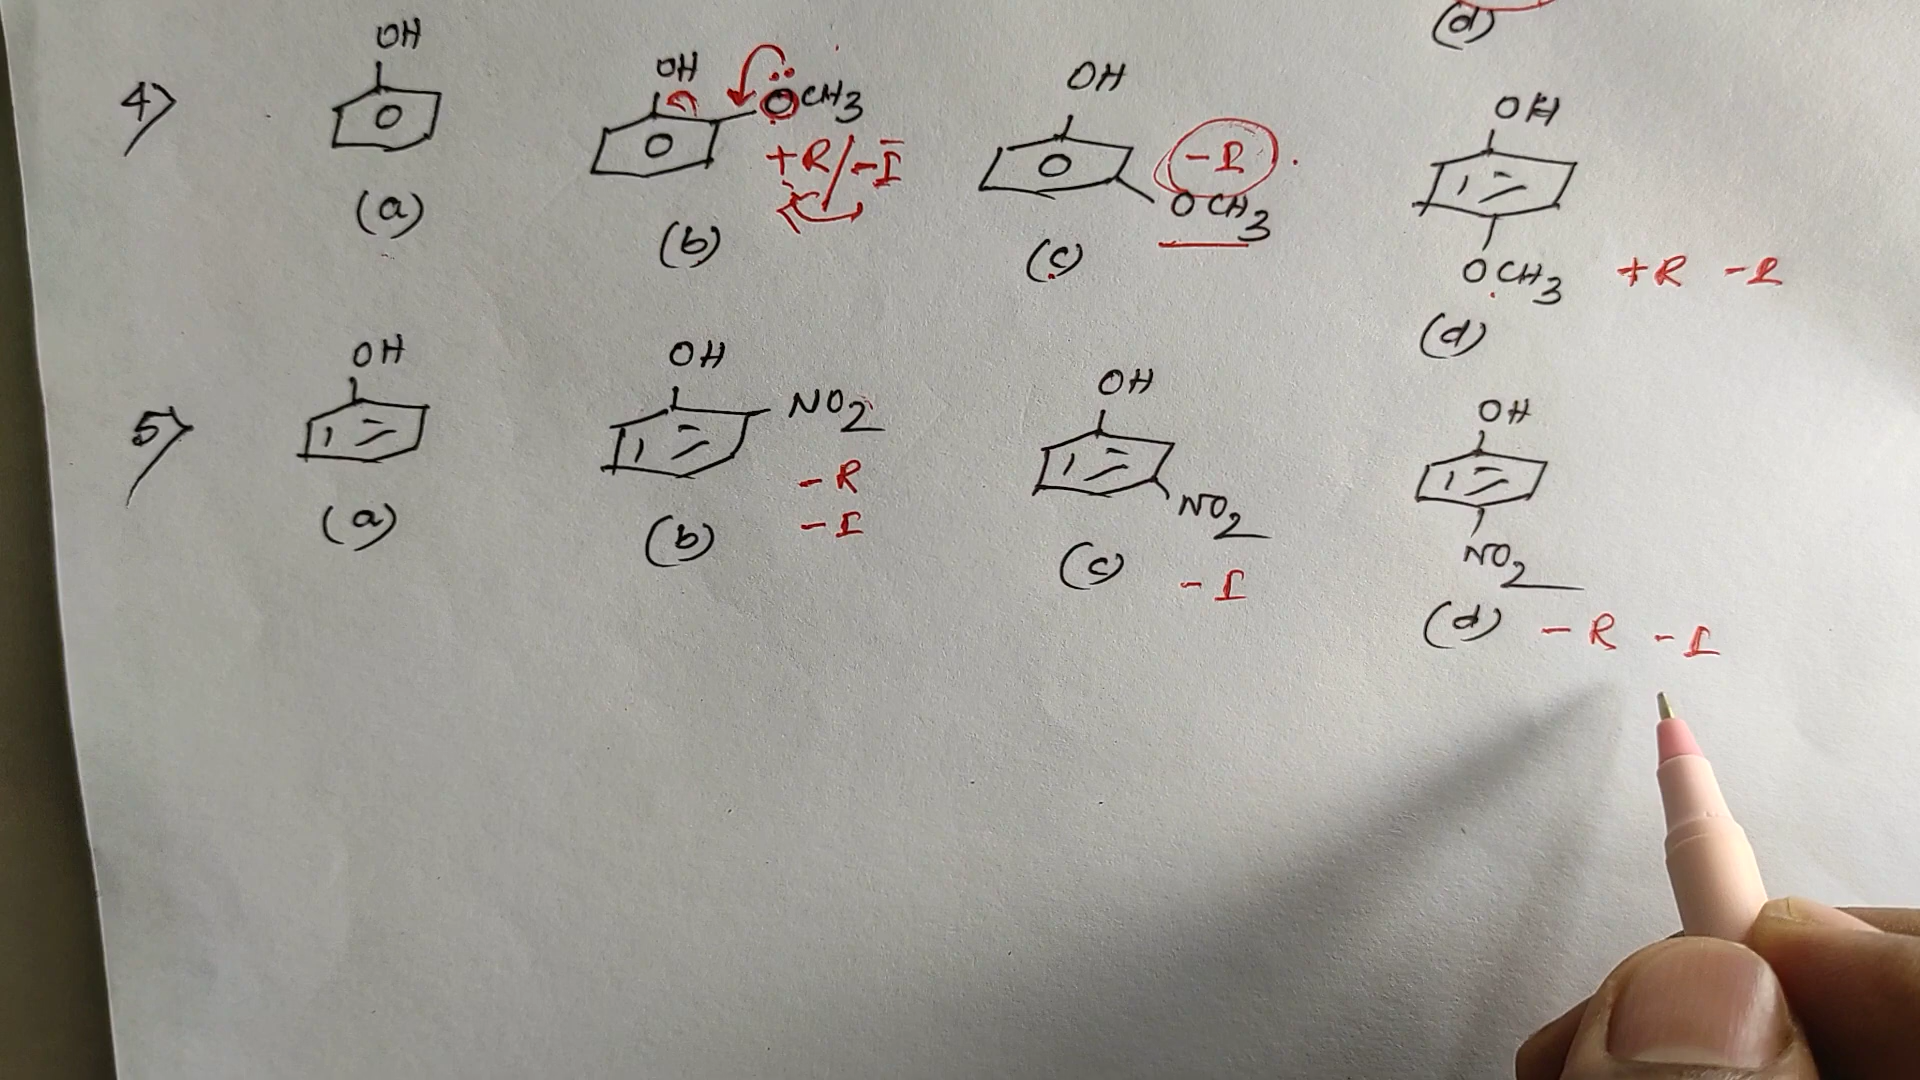 (d)
4)
OH
(a)
OH
OCH3
+R/-I
(b)
OH
-I
OCH3
(c)
OH
OCH3
+R -I
(d)
5)
OH
(a)
OH
NO2
-R
-I
(b)
OH
NO2
(c)
-I
OH
NO2
(d) -R -I